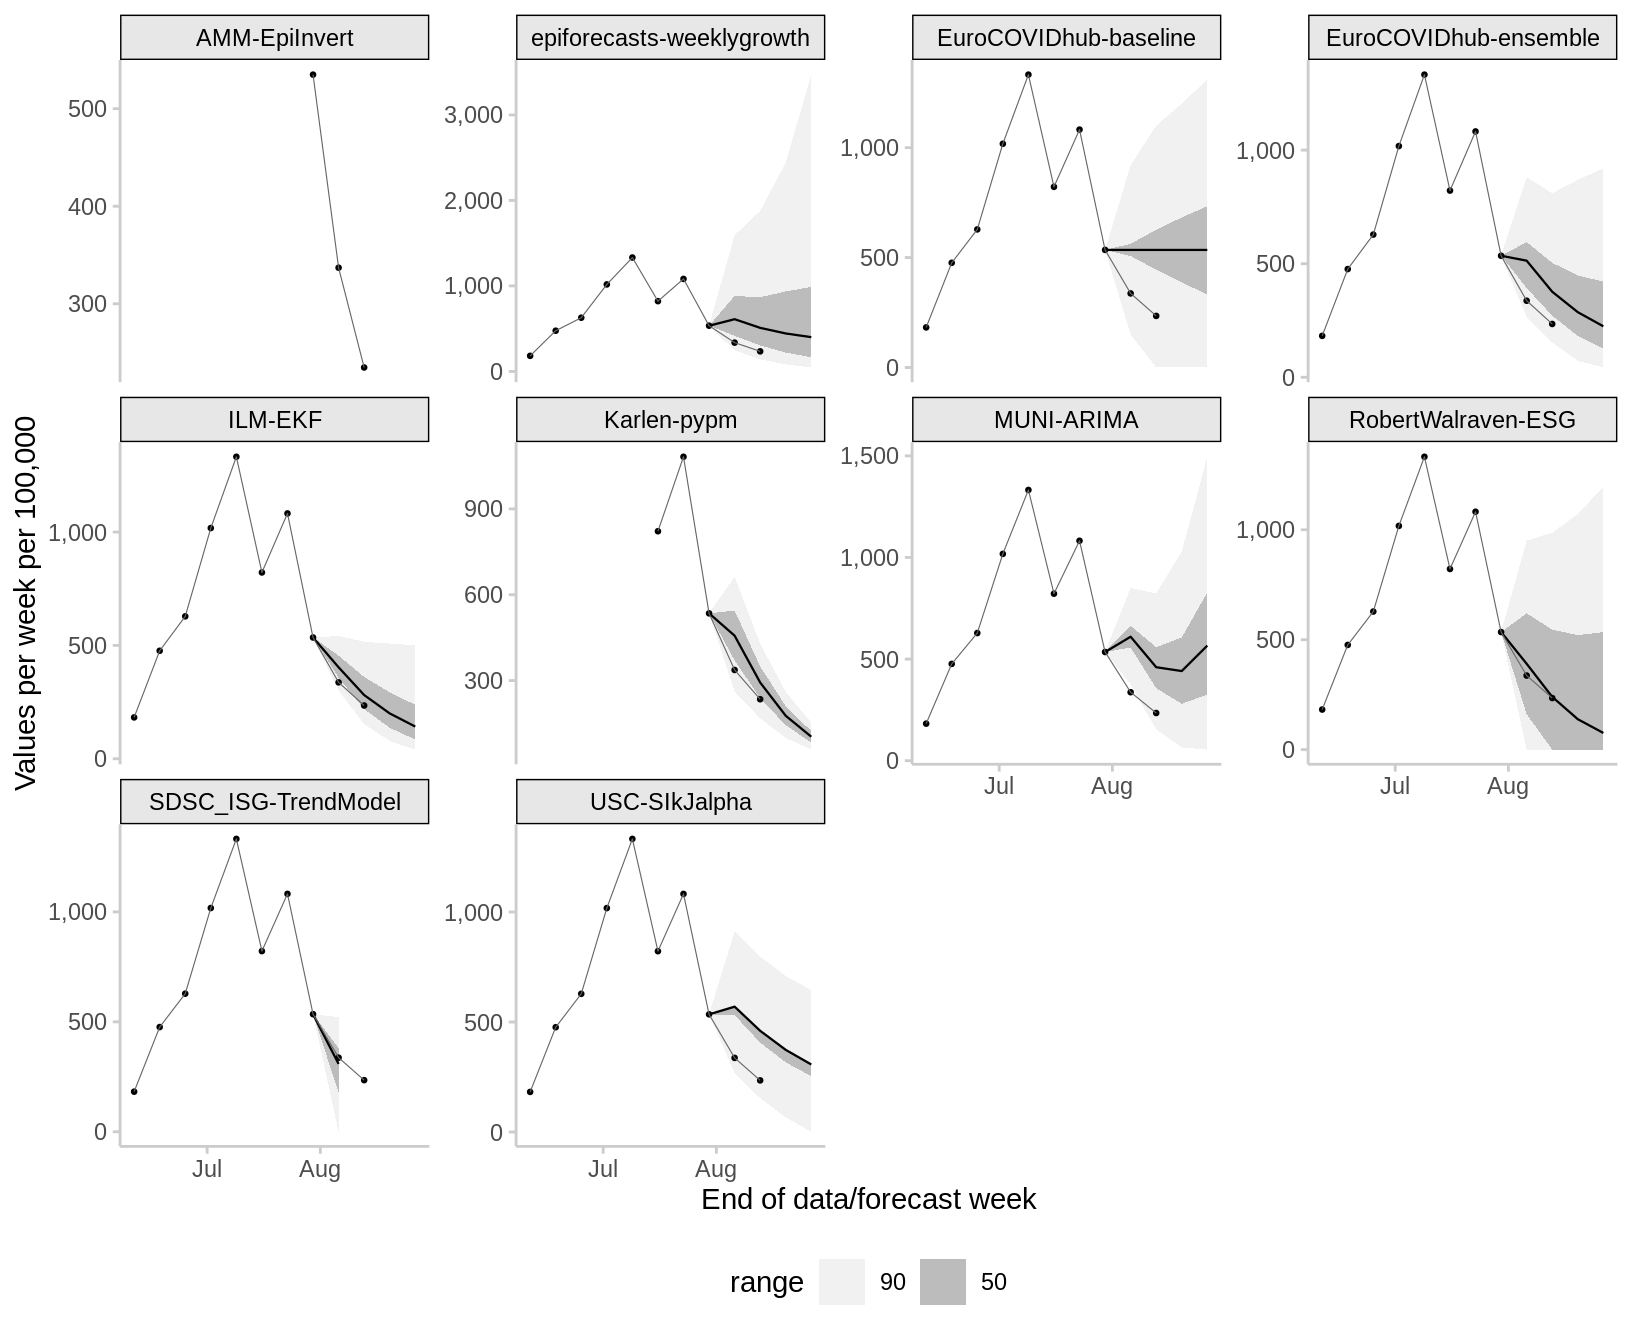 AMM-EpiInvert
epiforecasts-weeklygrowth
EuroCOVIDhub-baseline
EuroCOVIDhub-ensemble
500
400
300
3,000
2,000
1,000
0
1,000
500
0
1,000
500
0
ILM-EKF
Karlen-pypm
MUNI-ARIMA
RobertWalraven-ESG
1,000
500
0
900
600
300
1,500
1,000
500
0
1,000
500
0
Jul Aug
Jul Aug
Values per week per 100,000
SDSC_ISG-TrendModel
USC-SIkJalpha
1,000
500
0
1,000
500
0
Jul Aug
Jul Aug
End of data/forecast week
range 90 50